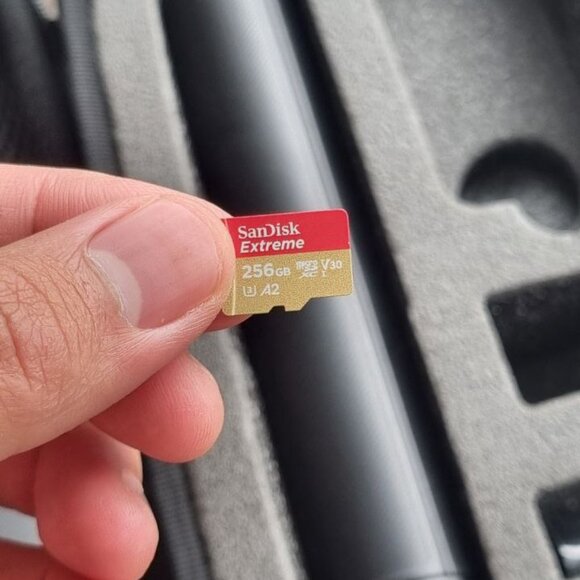 SanDisk
Extreme
256GB microSD XC I V30
U3 A2